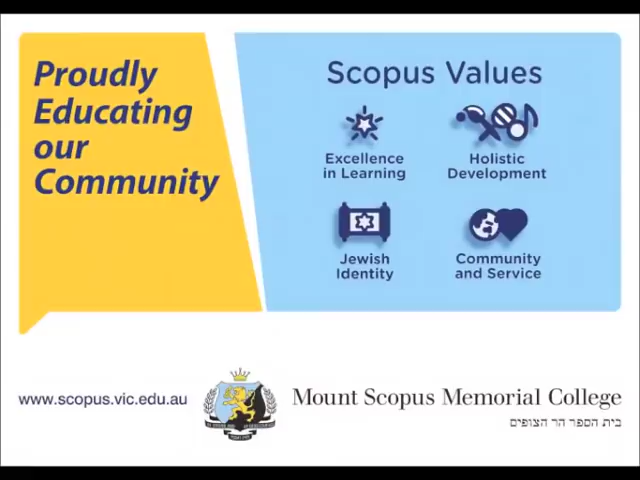 Proudly
Educating
our
Community
Scopus Values
Excellence
in Learning
Holistic
Development
Jewish
Identity
Community
and Service
www.scopus.vic.edu.au
Mount Scopus Memorial College
בית הספר הר הצופים